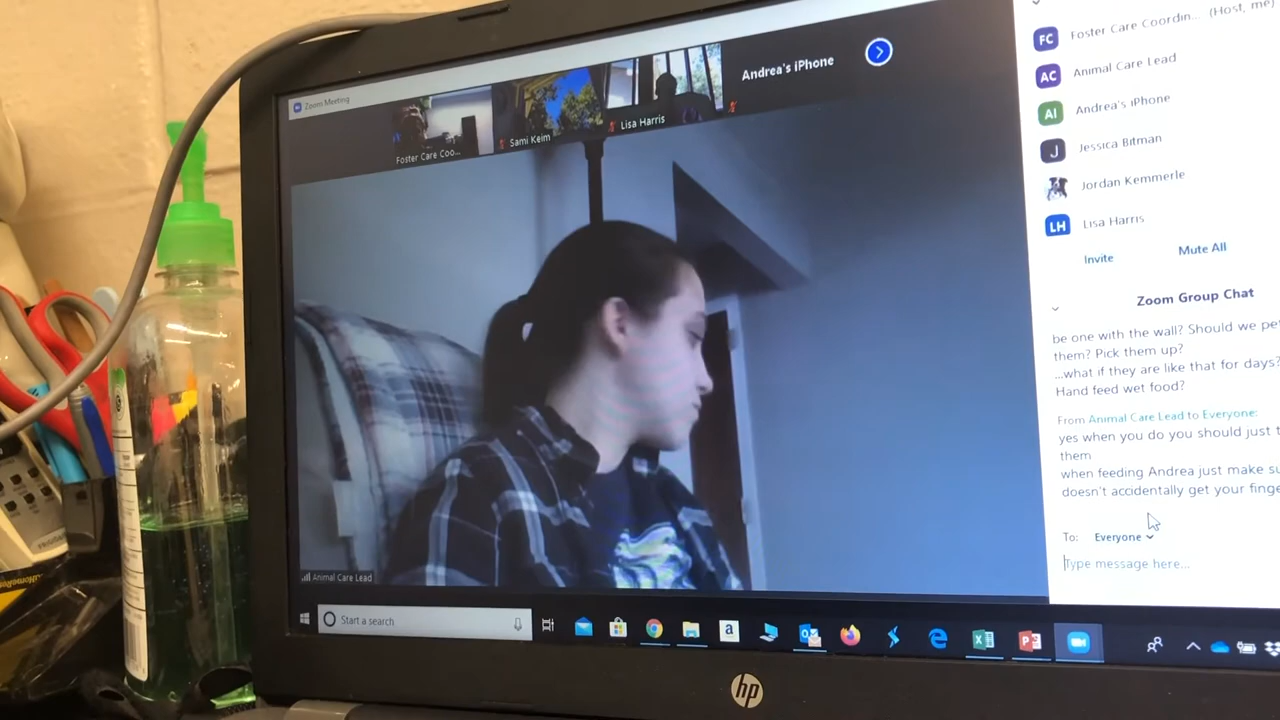 Zoom Meeting
Foster Care Coo...
Sami Keim
Lisa Harris
Andrea's iPhone
Animal Care Lead
FC Foster Care Coordin... (Host, me)
AC Animal Care Lead
AI Andrea's iPhone
J Jessica Bitman
Jordan Kemmerle
LH Lisa Harris
Invite Mute All
Zoom Group Chat
be one with the wall? Should we pe
them? Pick them up?
...what if they are like that for days?
Hand feed wet food?
From Animal Care Lead to Everyone:
yes when you do you should just t
them
when feeding Andrea just make su
doesn't accidentally get your finge
To: Everyone
Type message here...
Start a search
a
hp